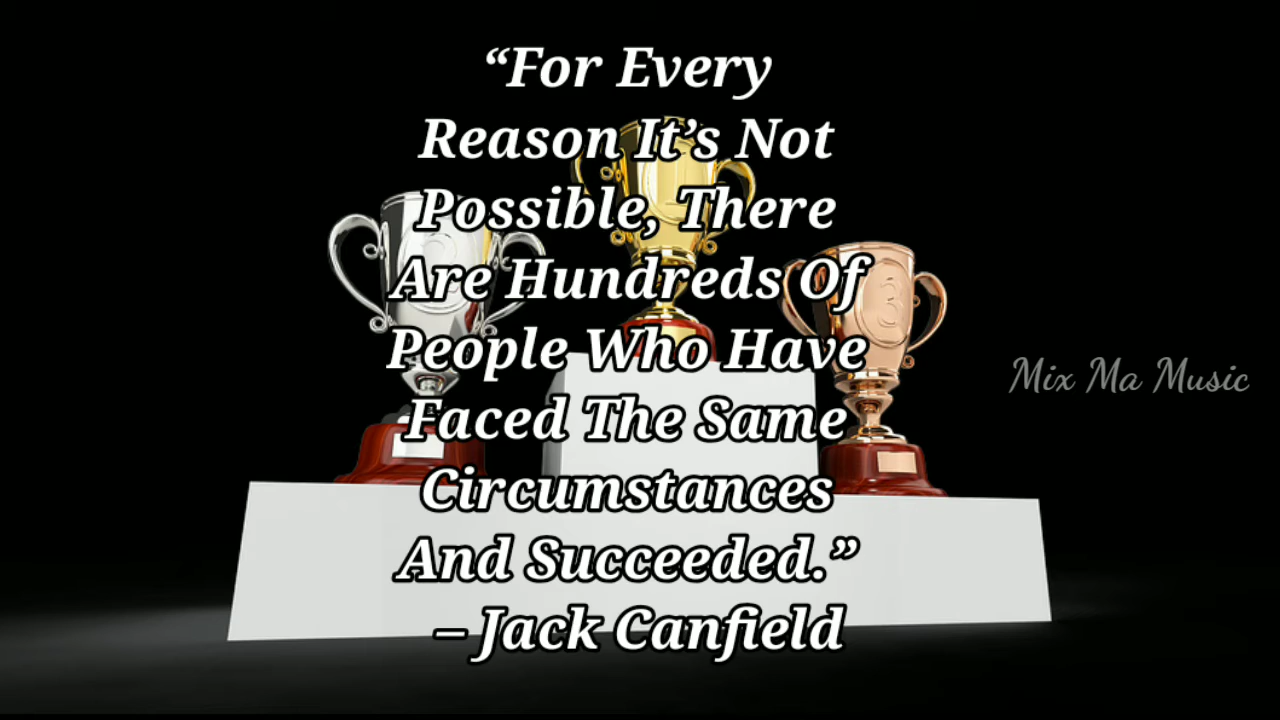 “For Every
Reason It’s Not
Possible, There
Are Hundreds Of
People Who Have
Faced The Same
Circumstances
And Succeeded.”
– Jack Canfield
Mix Ma Music
3